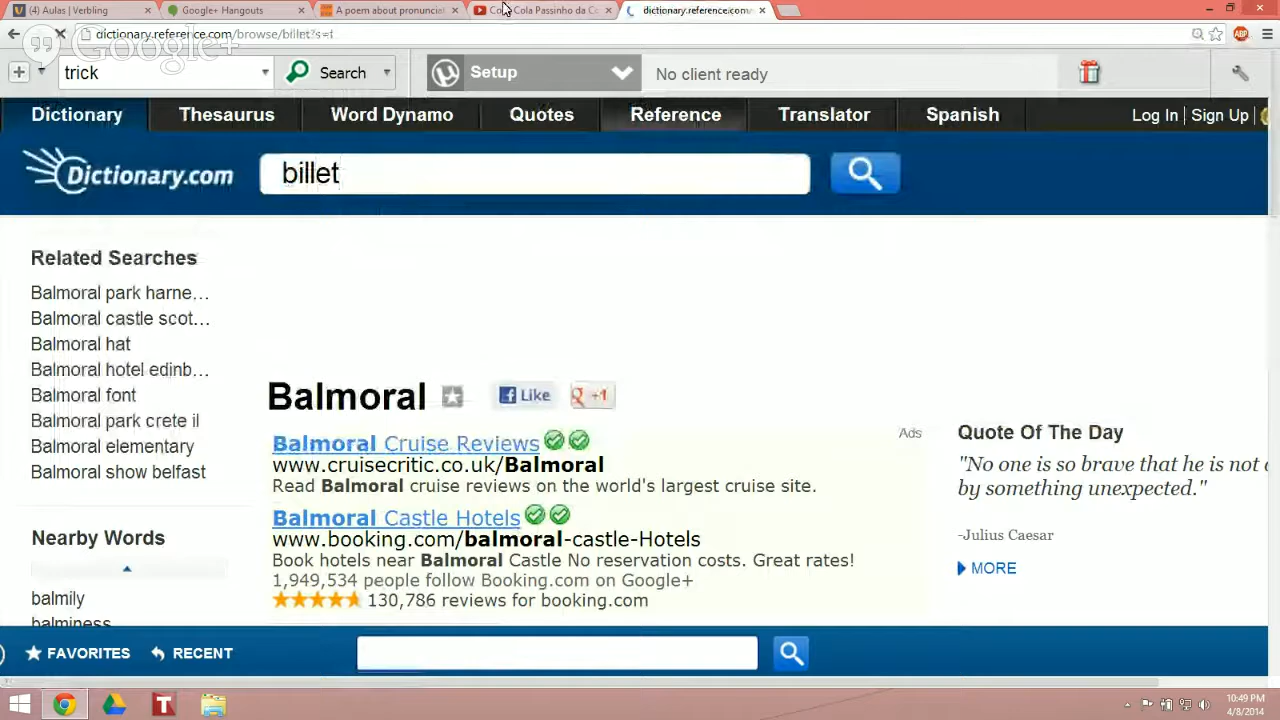 (4) Aulas | Verbling
Google+ Hangouts
A poem about pronunciet
Coca Cola Passinho da Co
dictionary.reference.com
Google+
dictionary.reference.com/browse/billet?s=t
ABP
trick
Search
Setup
No client ready
Dictionary
Thesaurus
Word Dynamo
Quotes
Reference
Translator
Spanish
Log In | Sign Up |
Dictionary.com
billet
Related Searches
Balmoral park harne…
Balmoral castle scot…
Balmoral hat
Balmoral hotel edinb…
Balmoral font
Balmoral park crete il
Balmoral elementary
Balmoral show belfast
Nearby Words
balmily
balminess
Balmoral
Like
+1
Ads
Balmoral Cruise Reviews
www.cruisecritic.co.uk/Balmoral
Read Balmoral cruise reviews on the world's largest cruise site.
Balmoral Castle Hotels
www.booking.com/balmoral-castle-Hotels
Book hotels near Balmoral Castle No reservation costs. Great rates!
1,949,534 people follow Booking.com on Google+
130,786 reviews for booking.com
Quote Of The Day
"No one is so brave that he is not
by something unexpected."
-Julius Caesar
MORE
FAVORITES
RECENT
10:49 PM
4/8/2014